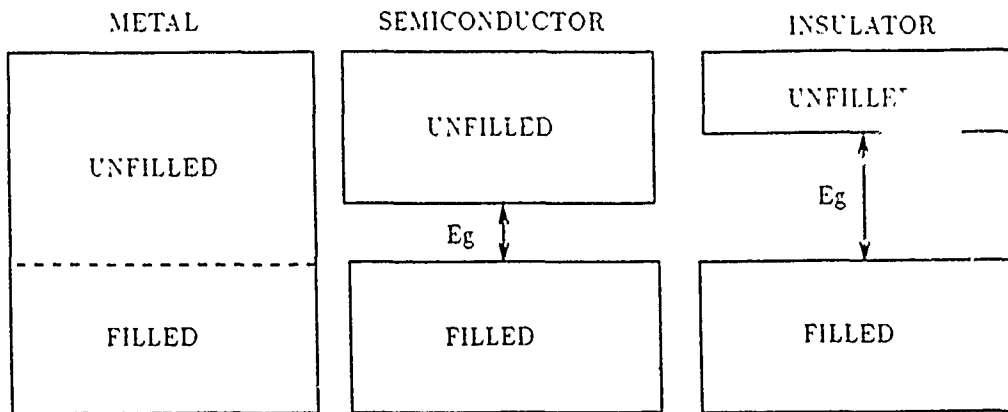 METAL
SEMICONDUCTOR
INSULATOR
UNFILLED
UNFILLED
Eg
Eg
FILLED
FILLED
FILLED